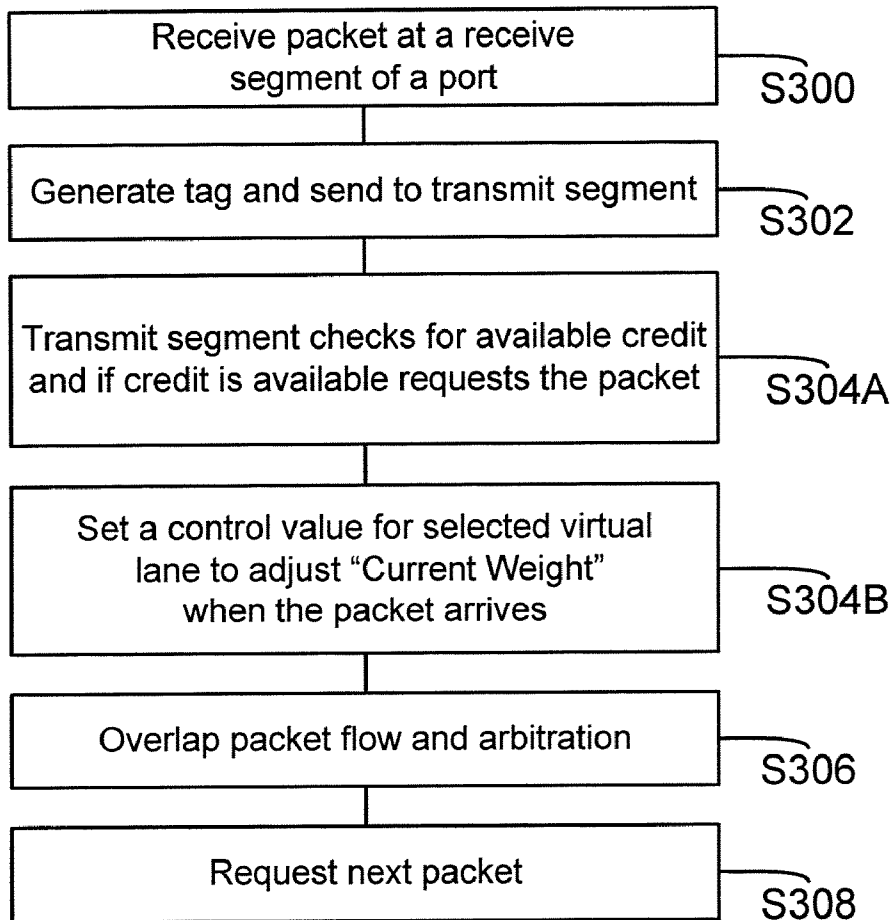 Receive packet at a receive
segment of a port
S300
Generate tag and send to transmit segment
S302
Transmit segment checks for available credit
and if credit is available requests the packet
S304A
Set a control value for selected virtual
lane to adjust “Current Weight”
when the packet arrives
S304B
Overlap packet flow and arbitration
S306
Request next packet
S308